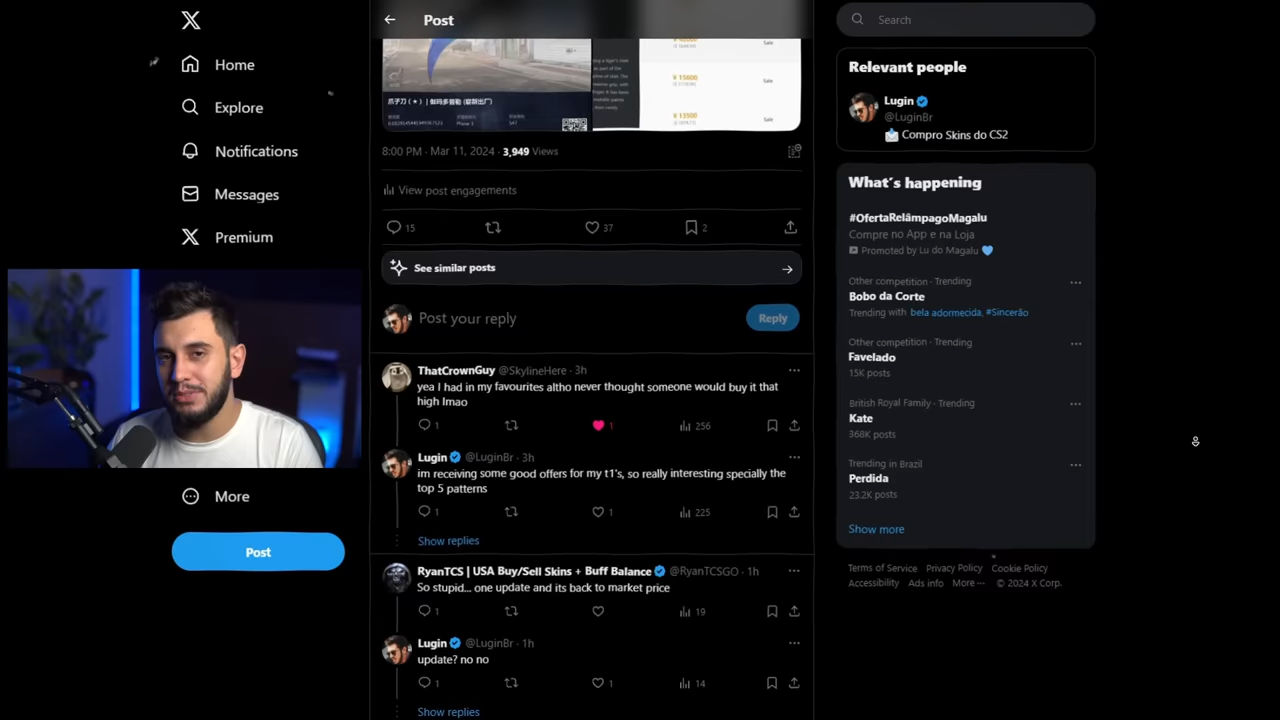 Post
Search
Home
Explore
Notifications
Messages
Premium
More
Post
¥ 15600
Sale
¥ 13500
Sale
Phase 1
8:00 PM · Mar 11, 2024 · 3,949 Views
View post engagements
15
37
2
See similar posts
Post your reply
Reply
ThatCrownGuy @SkylineHere · 3h
yea I had in my favourites altho never thought someone would buy it that
high lmao
1
1
256
Lugin @LuginBr · 3h
im receiving some good offers for my t1's, so really interesting specially the
top 5 patterns
1
1
225
Show replies
RyanTCS | USA Buy/Sell Skins + Buff Balance @RyanTCSGO · 1h
So stupid... one update and its back to market price
1
19
Lugin @LuginBr · 1h
update? no no
1
1
14
Show replies
Relevant people
Lugin
@LuginBr
Compro Skins do CS2
What's happening
#OfertaRelâmpagoMagalu
Compre no App e na Loja
Promoted by Lu do Magalu
Other competition · Trending
Bobo da Corte
Trending with bela adormecida, #Sincerão
Other competition · Trending
Favelado
15K posts
British Royal Family · Trending
Kate
368K posts
Trending in Brazil
Perdida
23.2K posts
Show more
Terms of Service Privacy Policy Cookie Policy
Accessibility Ads info More ··· © 2024 X Corp.